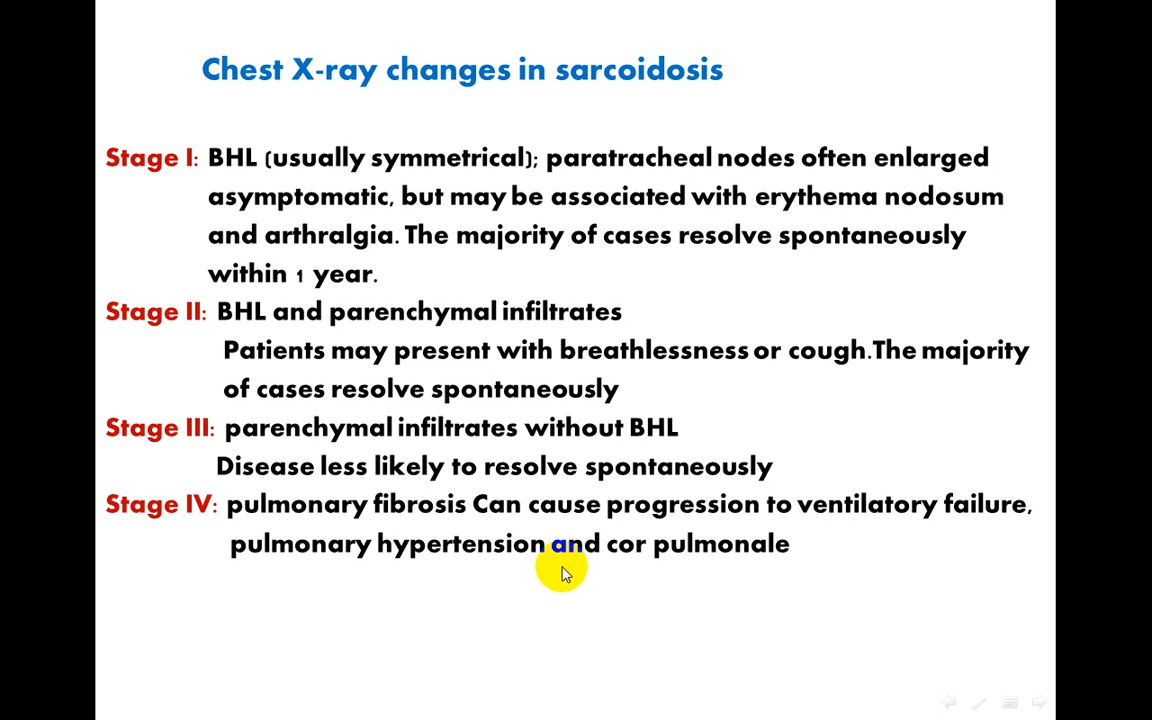 Chest X-ray changes in sarcoidosis
Stage I: BHL (usually symmetrical); paratracheal nodes often enlarged
asymptomatic, but may be associated with erythema nodosum
and arthralgia. The majority of cases resolve spontaneously
within 1 year.
Stage II: BHL and parenchymal infiltrates
Patients may present with breathlessness or cough.The majority
of cases resolve spontaneously
Stage III: parenchymal infiltrates without BHL
Disease less likely to resolve spontaneously
Stage IV: pulmonary fibrosis Can cause progression to ventilatory failure,
pulmonary hypertension and cor pulmonale